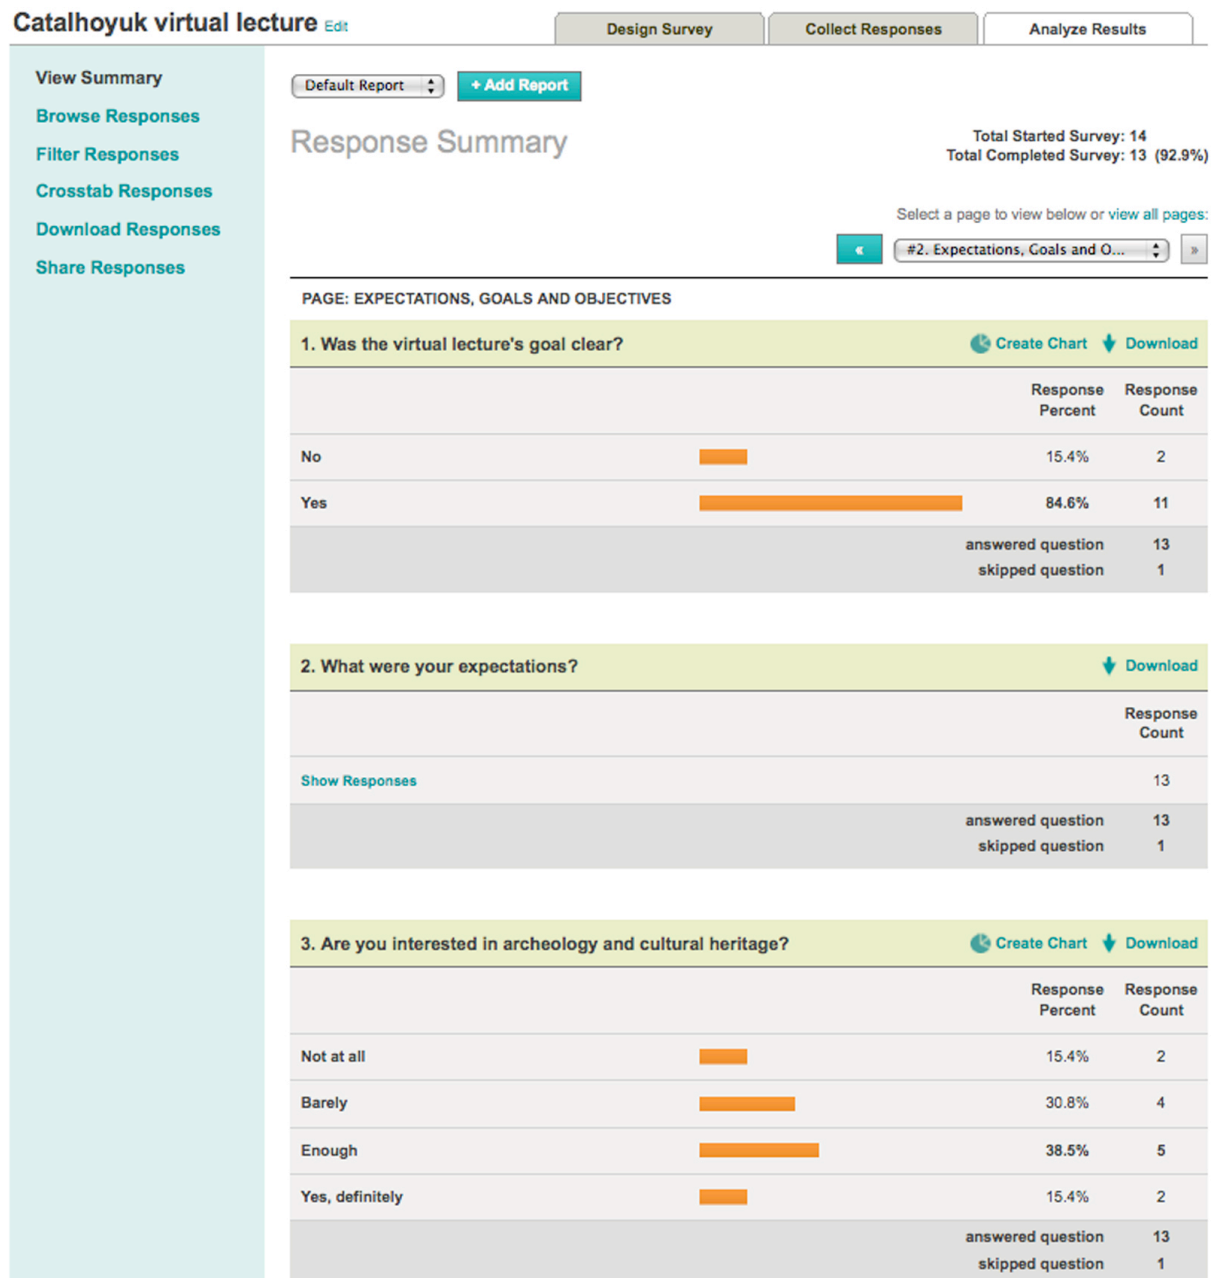 Catalhoyuk virtual lecture Edit
Design Survey
Collect Responses
Analyze Results
View Summary
Browse Responses
Filter Responses
Crosstab Responses
Download Responses
Share Responses
Default Report
+ Add Report
Response Summary
Total Started Survey: 14
Total Completed Survey: 13 (92.9%)
Select a page to view below or view all pages:
«
#2. Expectations, Goals and O...
»
PAGE: EXPECTATIONS, GOALS AND OBJECTIVES
1. Was the virtual lecture's goal clear? Create Chart Download
Response Percent
Response Count
No 15.4% 2
Yes 84.6% 11
answered question 13
skipped question 1
2. What were your expectations? Download
Response Count
Show Responses 13
answered question 13
skipped question 1
3. Are you interested in archeology and cultural heritage? Create Chart Download
Response Percent
Response Count
Not at all 15.4% 2
Barely 30.8% 4
Enough 38.5% 5
Yes, definitely 15.4% 2
answered question 13
skipped question 1